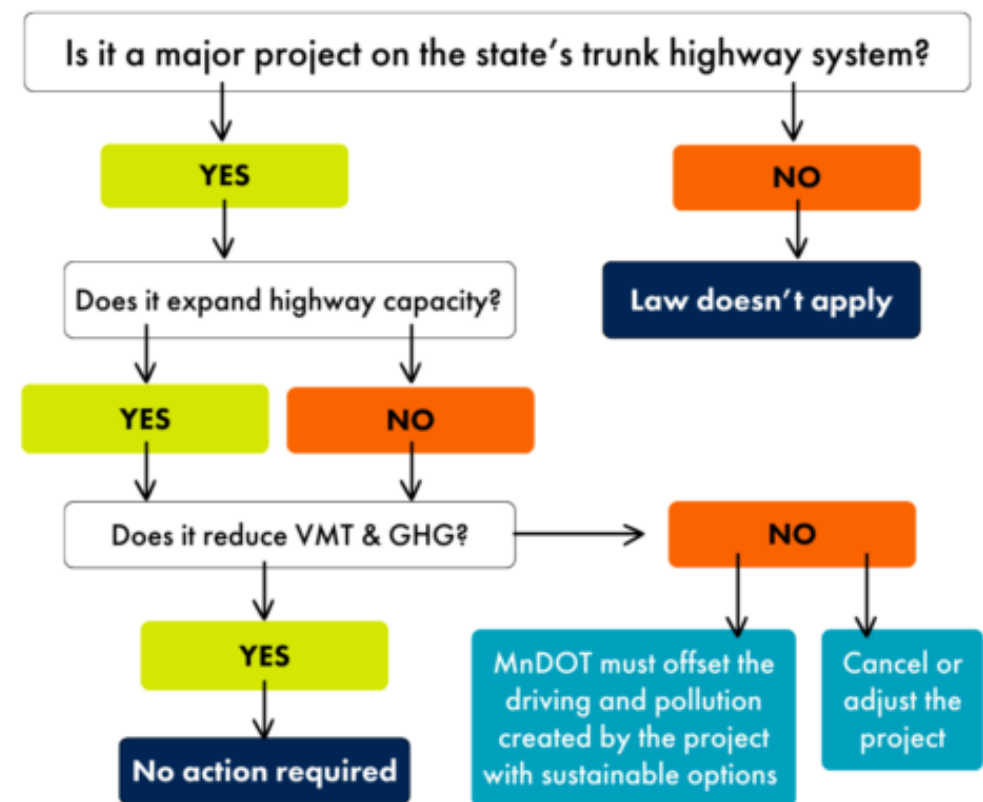 Is it a major project on the state's trunk highway system?
YES
NO
Does it expand highway capacity?
Law doesn't apply
YES
NO
Does it reduce VMT & GHG?
NO
YES
MnDOT must offset the
driving and pollution
created by the project
with sustainable options
Cancel or
adjust the
project
No action required